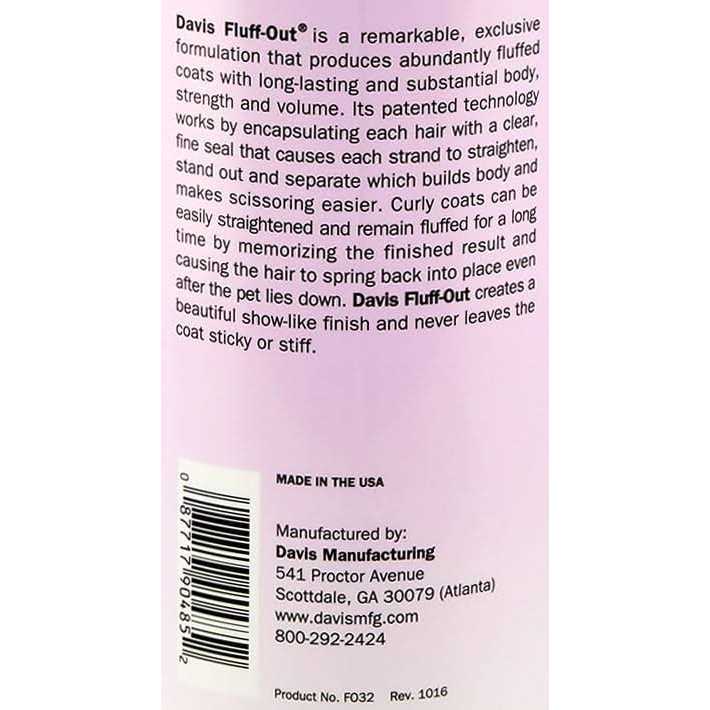 Davis Fluff-Out® is a remarkable, exclusive
formulation that produces abundantly fluffed
coats with long-lasting and substantial body,
strength and volume. Its patented technology
works by encapsulating each hair with a clear,
fine seal that causes each strand to straighten,
stand out and separate which builds body and
makes scissoring easier. Curly coats can be
easily straightened and remain fluffed for a long
time by memorizing the finished result and
causing the hair to spring back into place even
after the pet lies down. Davis Fluff-Out creates a
beautiful show-like finish and never leaves the
coat sticky or stiff.
0 87717 90485 2
MADE IN THE USA
Manufactured by:
Davis Manufacturing
541 Proctor Avenue
Scottdale, GA 30079 (Atlanta)
www.davismfg.com
800-292-2424
Product No. FO32 Rev. 1016